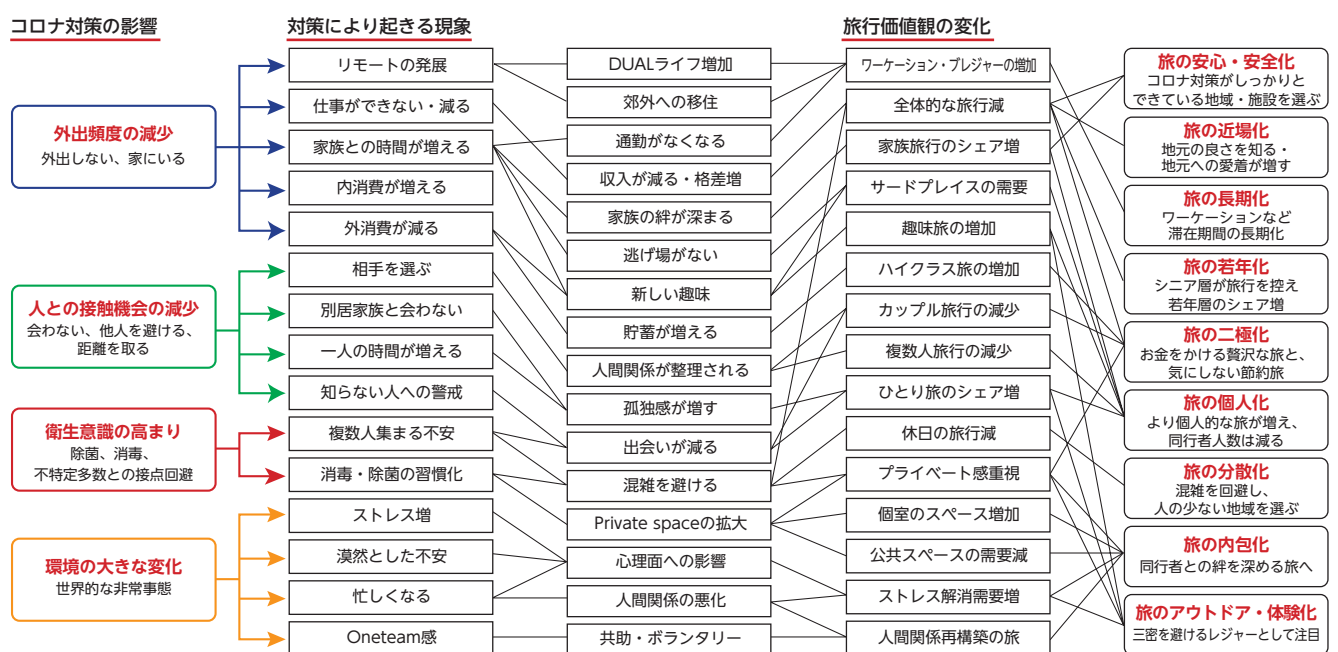 コロナ対策の影響
対策により起きる現象
旅行価値観の変化
外出頻度の減少
外出しない、家にいる
人との接触機会の減少
会わない、他人を避ける、
距離を取る
衛生意識の高まり
除菌、消毒、
不特定多数との接点回避
環境の大きな変化
世界的な非常事態
リモートの発展
仕事ができない・減る
家族との時間が増える
内消費が増える
外消費が減る
相手を選ぶ
別居家族と会わない
一人の時間が増える
知らない人への警戒
複数人集まる不安
消毒・除菌の習慣化
ストレス増
漠然とした不安
忙しくなる
Oneteam感
DUALライフ増加
郊外への移住
通勤がなくなる
収入が減る・格差増
家族の絆が深まる
逃げ場がない
新しい趣味
貯蓄が増える
人間関係が整理される
孤独感が増す
出会いが減る
混雑を避ける
Private spaceの拡大
心理面への影響
人間関係の悪化
共助・ボランタリー
ワーケーション・ブレジャーの増加
全体的な旅行減
家族旅行のシェア増
サードプレイスの需要
趣味旅の増加
ハイクラス旅の増加
カップル旅行の減少
複数人旅行の減少
ひとり旅のシェア増
休日の旅行減
プライベート感重視
個室のスペース増加
公共スペースの需要減
ストレス解消需要増
人間関係再構築の旅
旅の安心・安全化
コロナ対策がしっかりと
できている地域・施設を選ぶ
旅の近場化
地元の良さを知る・
地元への愛着が増す
旅の長期化
ワーケーションなど
滞在期間の長期化
旅の若年化
シニア層が旅行を控え
若年層のシェア増
旅の二極化
お金をかける贅沢な旅と、
気にしない節約旅
旅の個人化
より個人的な旅が増え、
同行者人数は減る
旅の分散化
混雑を回避し、
人の少ない地域を選ぶ
旅の内包化
同行者との絆を深める旅へ
旅のアウトドア・体験化
三密を避けるレジャーとして注目